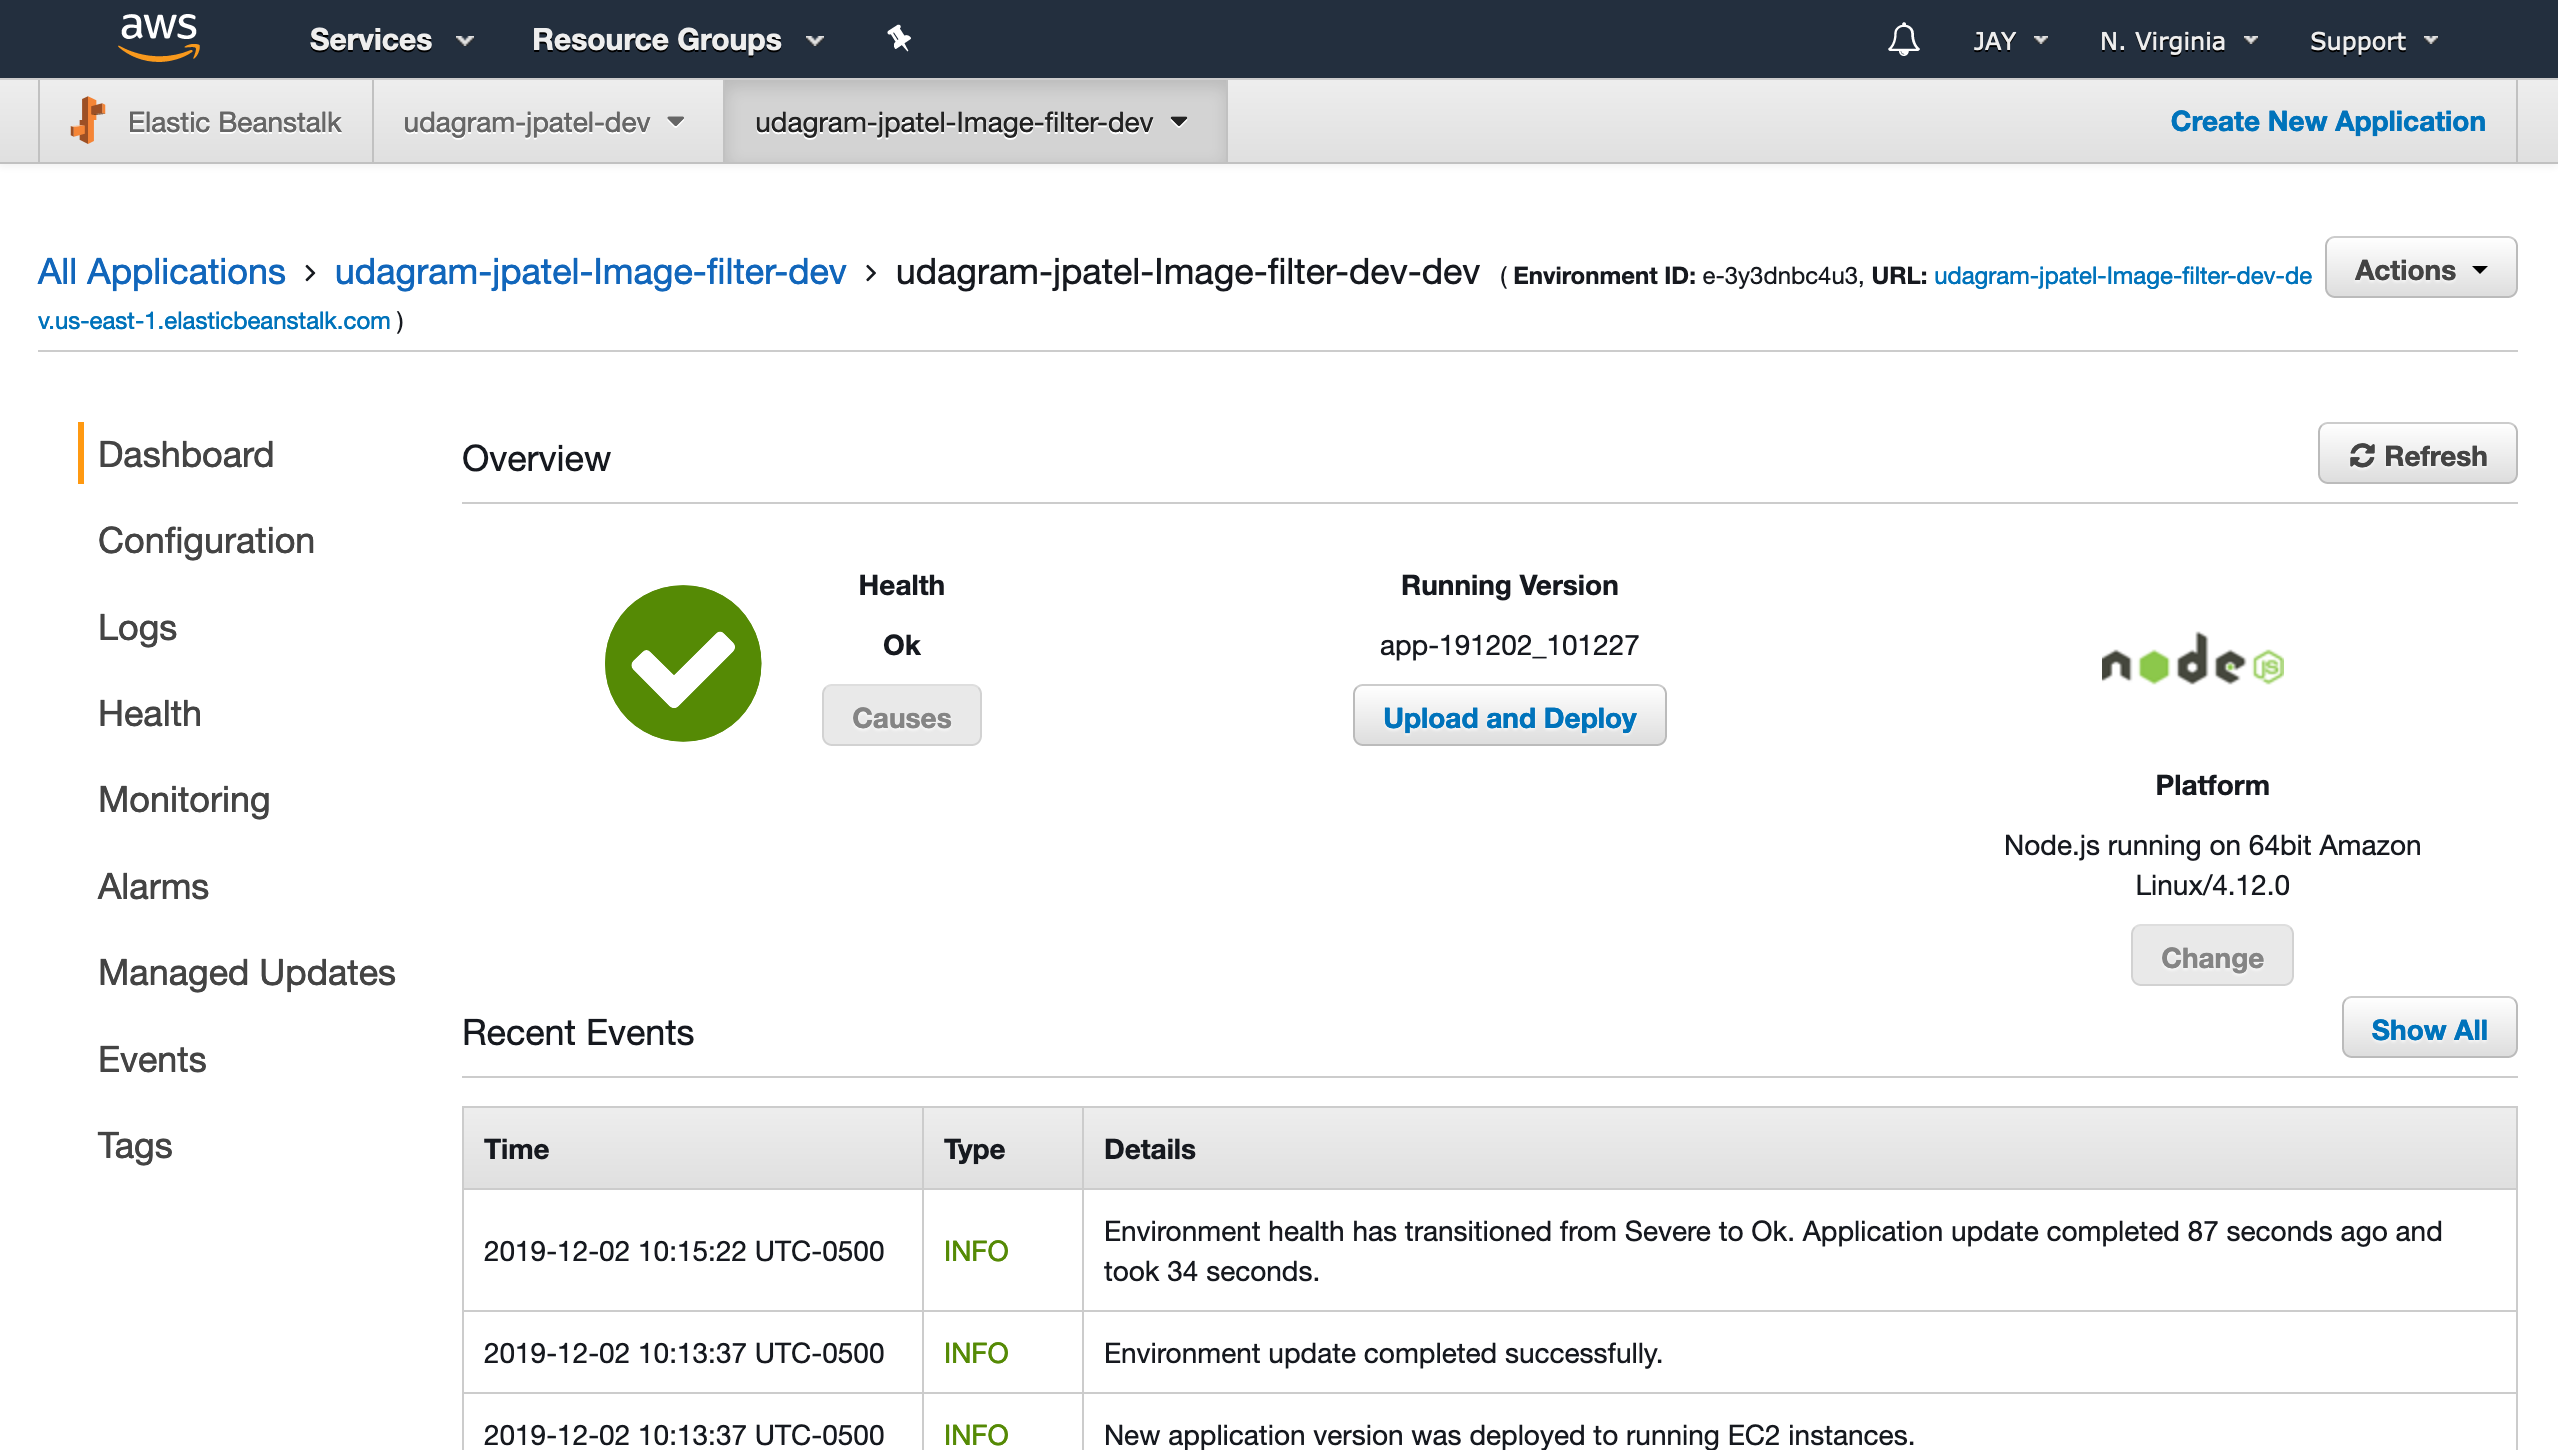 aws
Services
Resource Groups
JAY
N. Virginia
Support
Elastic Beanstalk
udagram-jpatel-dev
udagram-jpatel-Image-filter-dev
Create New Application
All Applications › udagram-jpatel-Image-filter-dev › udagram-jpatel-Image-filter-dev-dev ( Environment ID: e-3y3dnbc4u3, URL: udagram-jpatel-Image-filter-dev-de
v.us-east-1.elasticbeanstalk.com )
Actions
Dashboard
Configuration
Logs
Health
Monitoring
Alarms
Managed Updates
Events
Tags
Overview
Refresh
Health
Ok
Causes
Running Version
app-191202_101227
Upload and Deploy
node JS
Platform
Node.js running on 64bit Amazon
Linux/4.12.0
Change
Recent Events
Show All
Time Type Details
2019-12-02 10:15:22 UTC-0500 INFO Environment health has transitioned from Severe to Ok. Application update completed 87 seconds ago and
took 34 seconds.
2019-12-02 10:13:37 UTC-0500 INFO Environment update completed successfully.
2019-12-02 10:13:37 UTC-0500 INFO New application version was deployed to running EC2 instances.